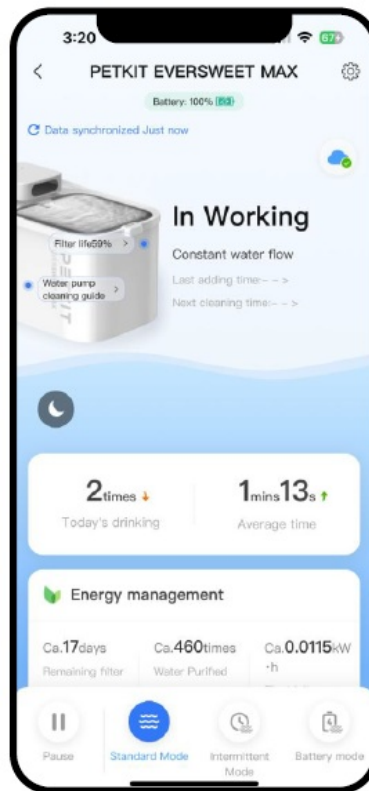 3:20
67
PETKIT EVERSWEET MAX
Battery: 100%
Data synchronized Just now
In Working
Filter life59% >
Constant water flow
Water pump
cleaning guide >
Last adding time:- - >
Next cleaning time:- - >
PETKIT
2times ↓
1mins13s ↑
Today's drinking
Average time
Energy management
Ca.17days
Ca.460times
Ca.0.0115kW
·h
Remaining filter
Water Purified
Pause
Standard Mode
Intermittent
Mode
Battery mode